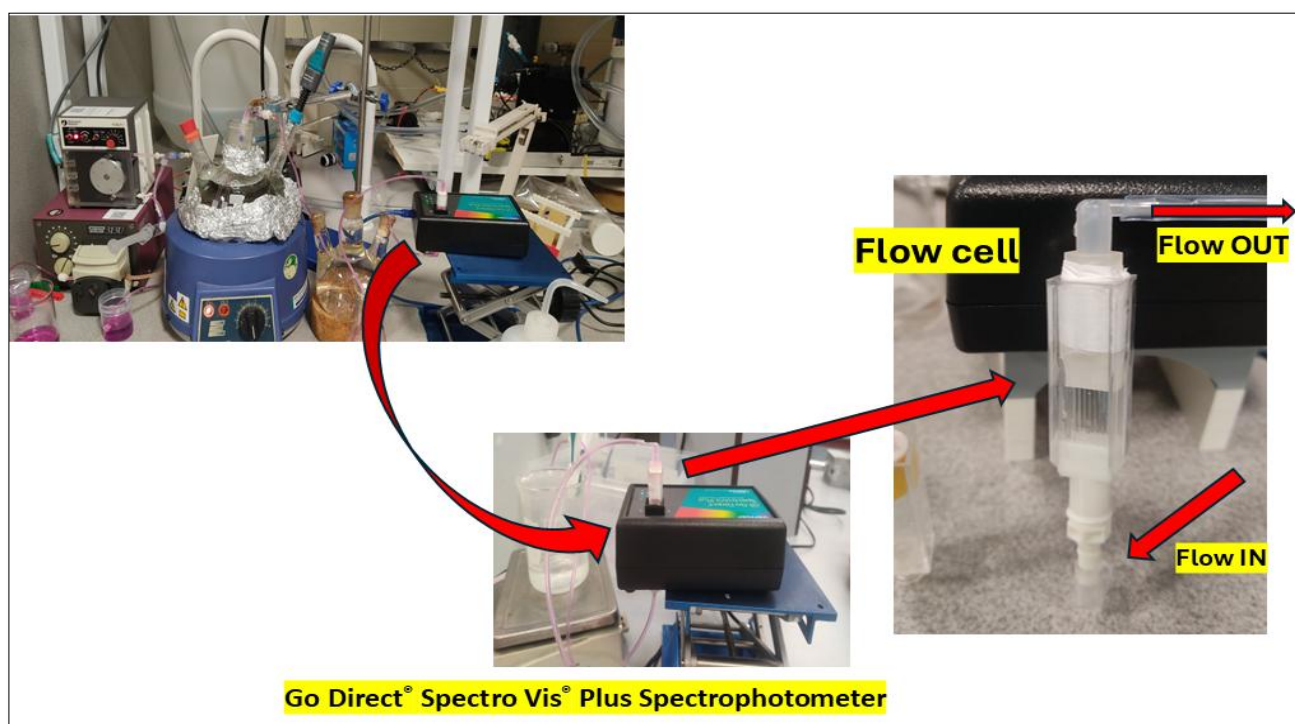 Flow cell
Flow OUT
Flow IN
Go Direct® Spectro Vis® Plus Spectrophotometer